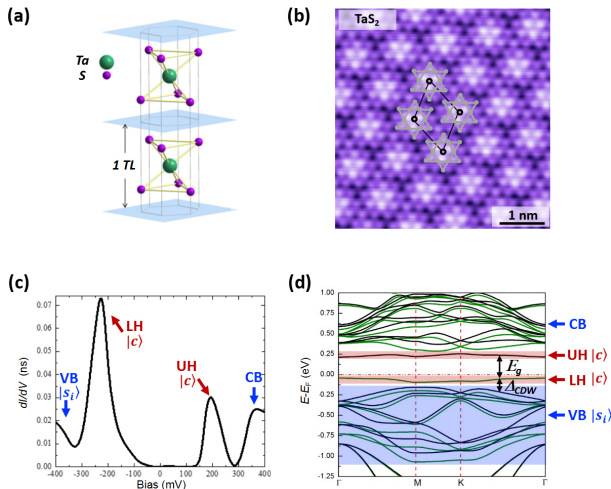 (a)
Ta
S
1 TL
(b)
TaS₂
1 nm
(c)
dI/dV (ns)
0.07
0.06
0.05
0.04
0.03
0.02
0.01
0.00
-400 -300 -200 -100 0 100 200 300 400
Bias (mV)
VB
|sᵢ⟩
LH
|c⟩
UH
|c⟩
CB
(d)
E-E_F (eV)
1.00
0.75
0.50
0.25
0.00
-0.25
-0.50
-0.75
-1.00
-1.25
Γ M K Γ
E_g
Δ_CDW
CB
UH |c⟩
LH |c⟩
VB |sᵢ⟩